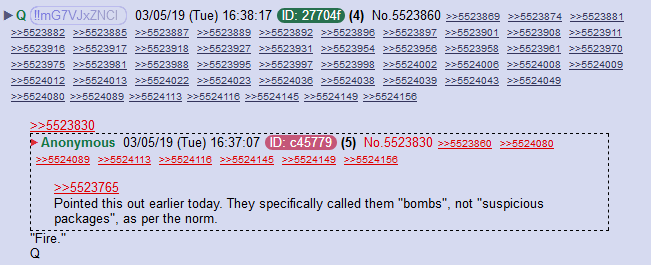 ▶ Q !!mG7VJxZNCI 03/05/19 (Tue) 16:38:17 ID: 27704f (4) No.5523860 >>5523869 >>5523874 >>5523881
>>5523882 >>5523885 >>5523887 >>5523889 >>5523892 >>5523896 >>5523897 >>5523901 >>5523908 >>5523911
>>5523916 >>5523917 >>5523918 >>5523927 >>5523931 >>5523954 >>5523956 >>5523958 >>5523961 >>5523970
>>5523975 >>5523981 >>5523988 >>5523995 >>5523997 >>5523998 >>5524002 >>5524006 >>5524008 >>5524009
>>5524012 >>5524013 >>5524022 >>5524023 >>5524036 >>5524038 >>5524039 >>5524043 >>5524049
>>5524080 >>5524089 >>5524113 >>5524116 >>5524145 >>5524149 >>5524156
>>5523830
▶ Anonymous 03/05/19 (Tue) 16:37:07 ID: c45779 (5) No.5523830 >>5523860 >>5524080
>>5524089 >>5524113 >>5524116 >>5524145 >>5524149 >>5524156
>>5523765
Pointed this out earlier today. They specifically called them "bombs", not "suspicious
packages", as per the norm.
"Fire."
Q